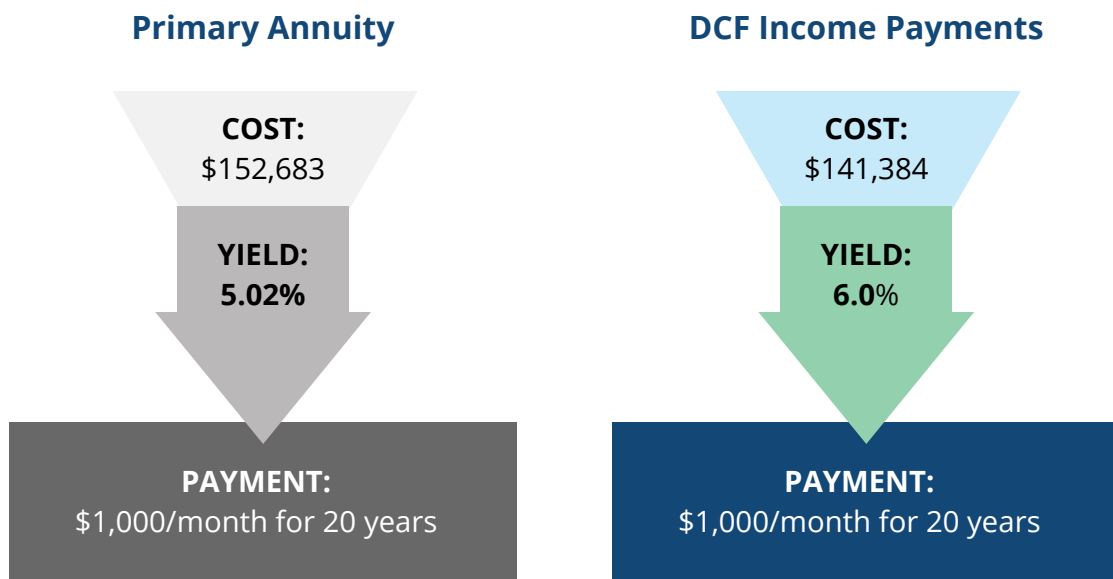 Primary Annuity
COST:
$152,683
YIELD:
5.02%
PAYMENT:
$1,000/month for 20 years
DCF Income Payments
COST:
$141,384
YIELD:
6.0%
PAYMENT:
$1,000/month for 20 years